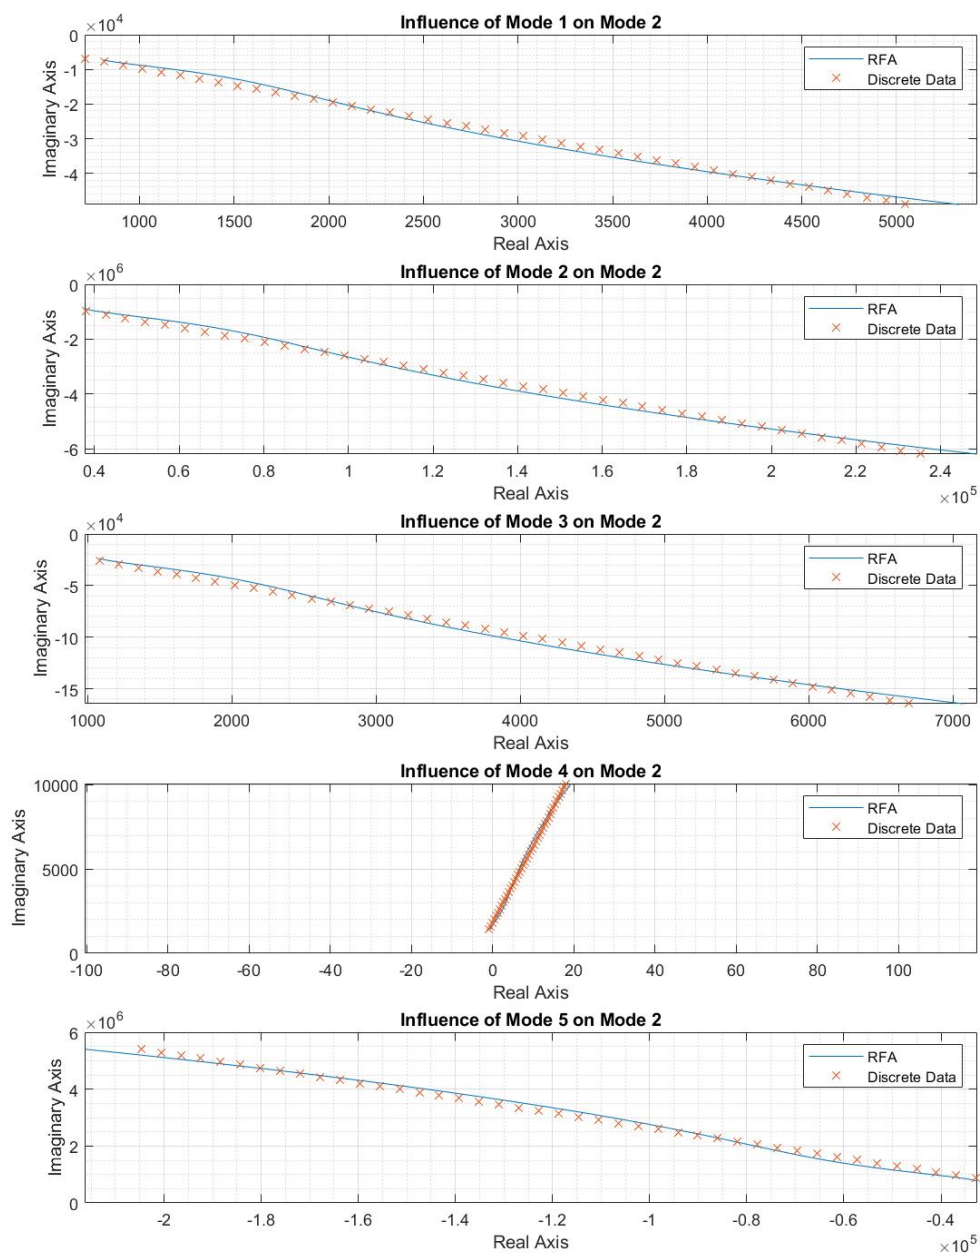 ×10⁴
Influence of Mode 1 on Mode 2
0
-1
-2
-3
-4
Imaginary Axis
RFA
Discrete Data
1000 1500 2000 2500 3000 3500 4000 4500 5000
Real Axis
×10⁶
Influence of Mode 2 on Mode 2
0
-2
-4
-6
Imaginary Axis
RFA
Discrete Data
0.4 0.6 0.8 1 1.2 1.4 1.6 1.8 2 2.2 2.4
Real Axis
×10⁵
×10⁴
Influence of Mode 3 on Mode 2
0
-5
-10
-15
Imaginary Axis
RFA
Discrete Data
1000 2000 3000 4000 5000 6000 7000
Real Axis
Influence of Mode 4 on Mode 2
10000
5000
0
Imaginary Axis
RFA
Discrete Data
-100 -80 -60 -40 -20 0 20 40 60 80 100
Real Axis
×10⁶
Influence of Mode 5 on Mode 2
6
4
2
0
Imaginary Axis
RFA
Discrete Data
-2 -1.8 -1.6 -1.4 -1.2 -1 -0.8 -0.6 -0.4
Real Axis
×10⁵